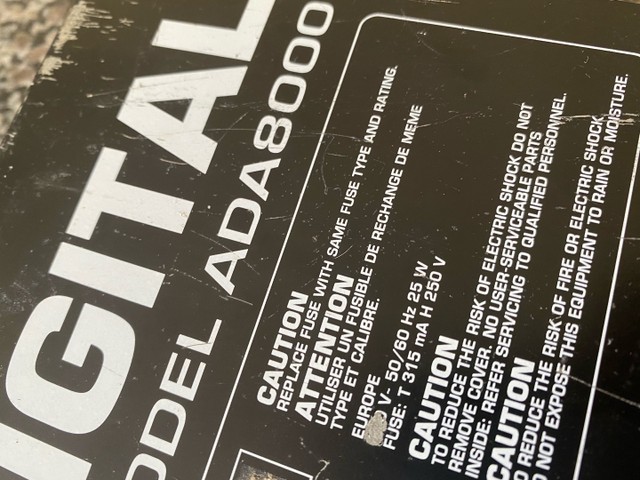 IGITAL
ODEL ADA8000
CAUTION
REPLACE FUSE WITH SAME FUSE TYPE AND RATING.
ATTENTION
UTILISER UN FUSIBLE DE RECHANGE DE MEME
TYPE ET CALIBRE.
EUROPE
V~ 50/60 Hz 25 W
FUSE: T 315 mA H 250 V
CAUTION
TO REDUCE THE RISK OF ELECTRIC SHOCK DO NOT
REMOVE COVER. NO USER-SERVICEABLE PARTS
INSIDE: REFER SERVICING TO QUALIFIED PERSONNEL.
CAUTION
O REDUCE THE RISK OF FIRE OR ELECTRIC SHOCK
O NOT EXPOSE THIS EQUIPMENT TO RAIN OR MOISTURE.